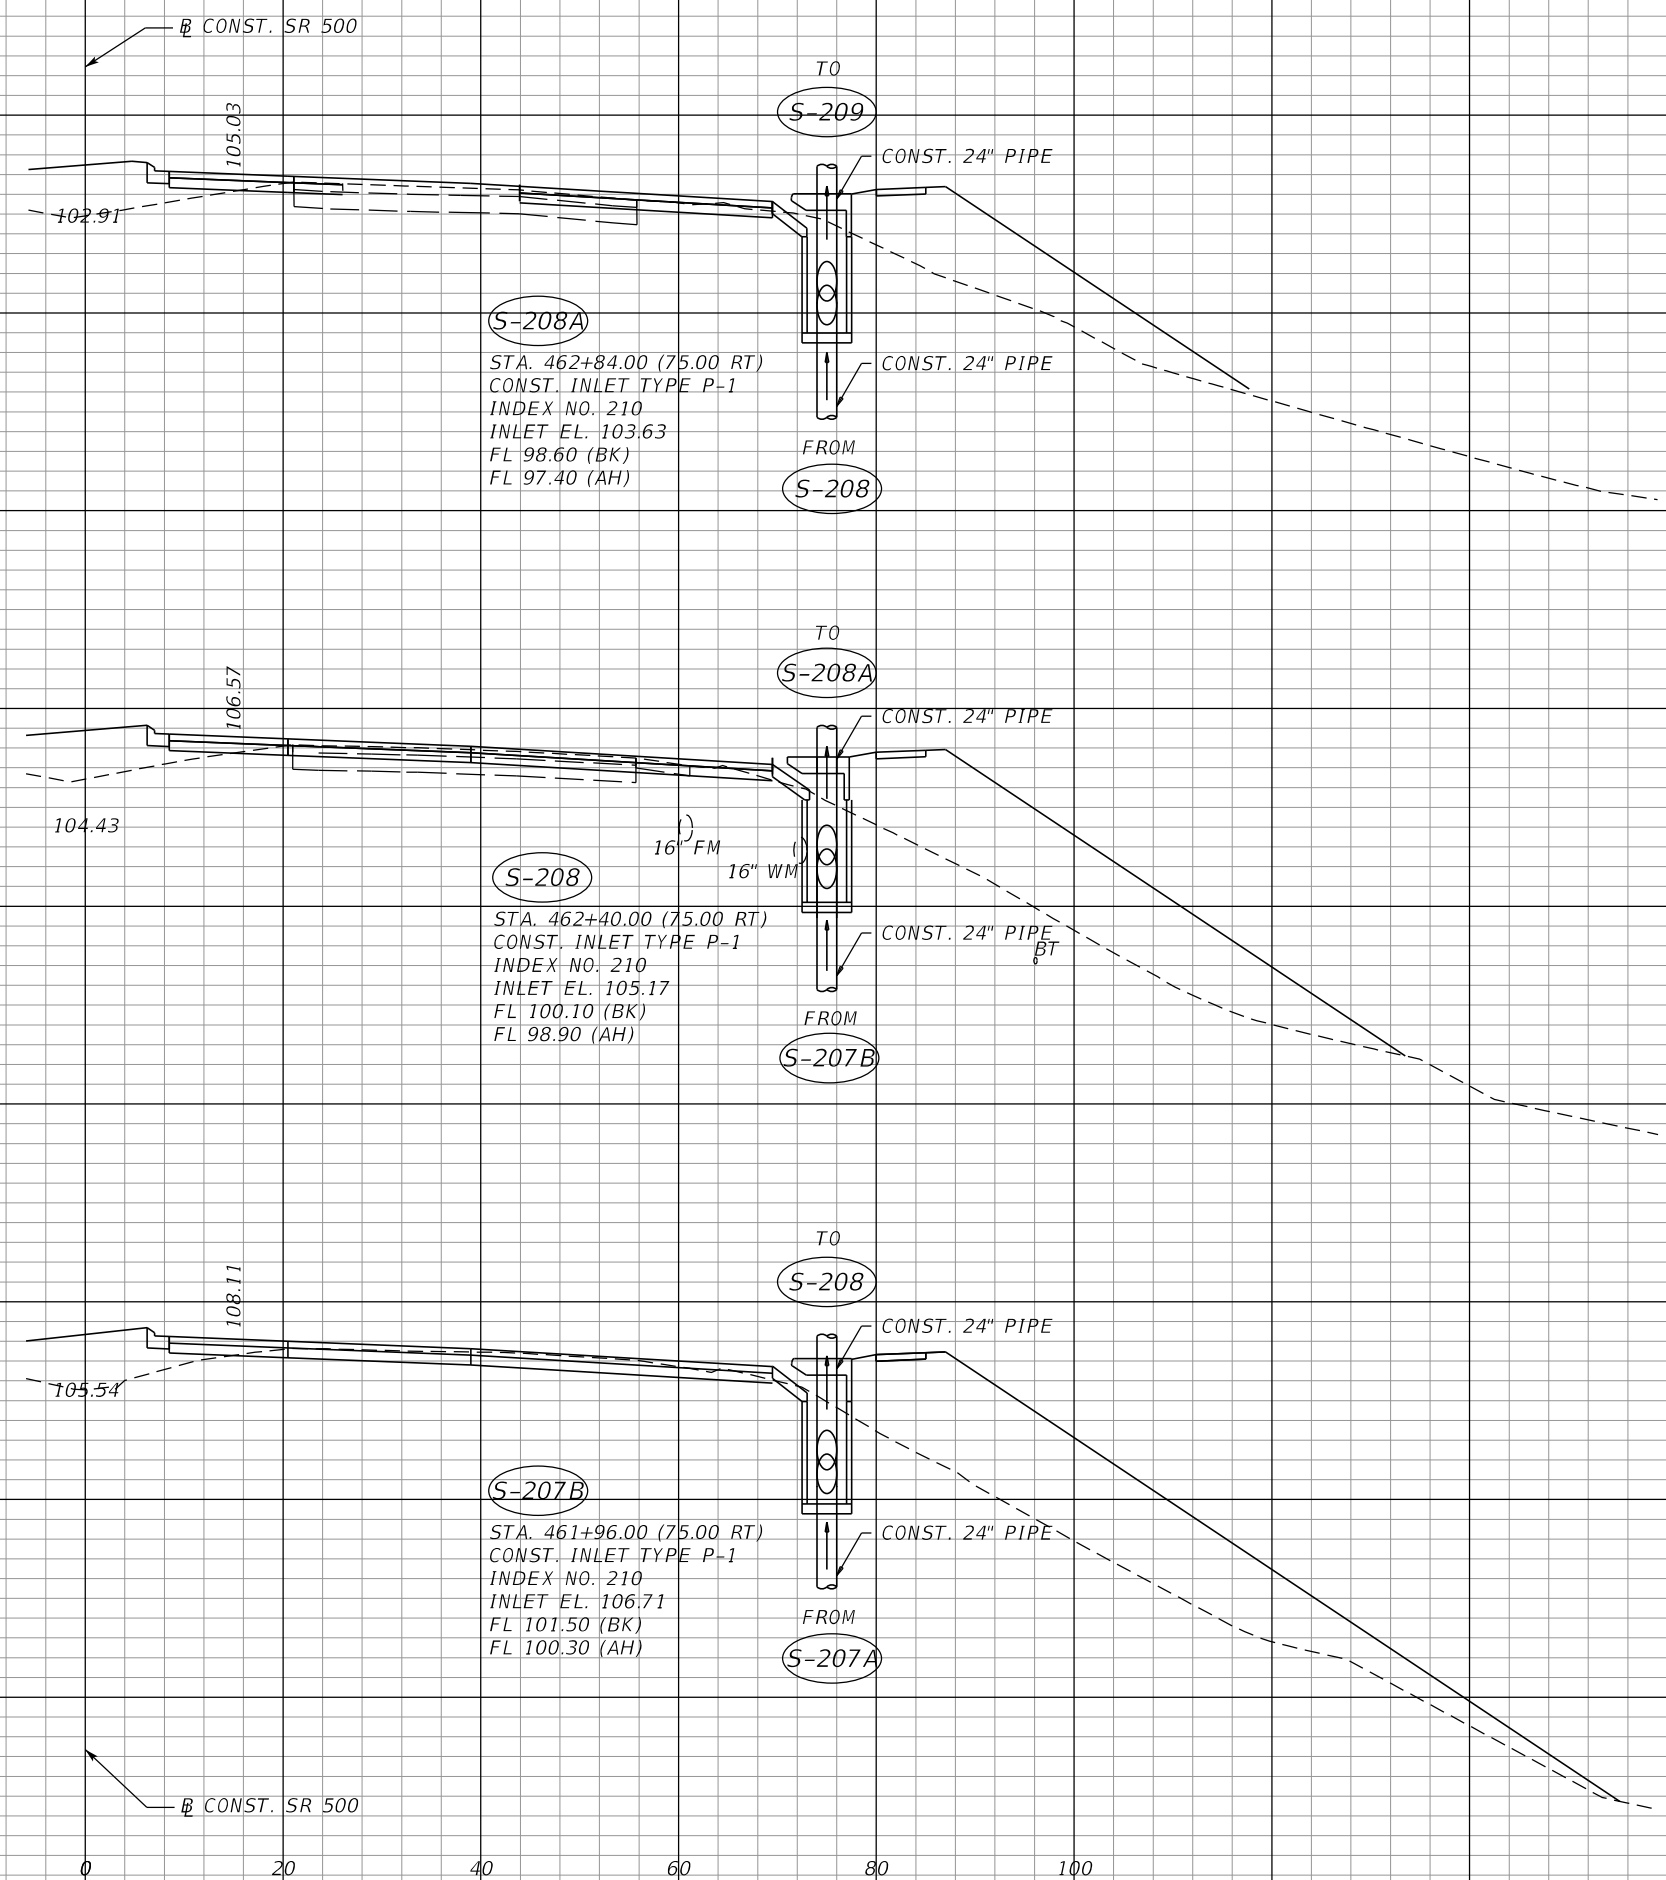 BL CONST. SR 500
TO
S-209
105.03
CONST. 24" PIPE
102.91
S-208A
STA. 462+84.00 (75.00 RT)
CONST. INLET TYPE P-1
INDEX NO. 210
INLET EL. 103.63
FL 98.60 (BK)
FL 97.40 (AH)
CONST. 24" PIPE
FROM
S-208
TO
S-208A
106.57
CONST. 24" PIPE
104.43
16" FM
16" WM
S-208
STA. 462+40.00 (75.00 RT)
CONST. INLET TYPE P-1
INDEX NO. 210
INLET EL. 105.17
FL 100.10 (BK)
FL 98.90 (AH)
CONST. 24" PIPE
BT
FROM
S-207B
TO
S-208
108.11
CONST. 24" PIPE
105.54
S-207B
STA. 461+96.00 (75.00 RT)
CONST. INLET TYPE P-1
INDEX NO. 210
INLET EL. 106.71
FL 101.50 (BK)
FL 100.30 (AH)
CONST. 24" PIPE
FROM
S-207A
BL CONST. SR 500
0 20 40 60 80 100